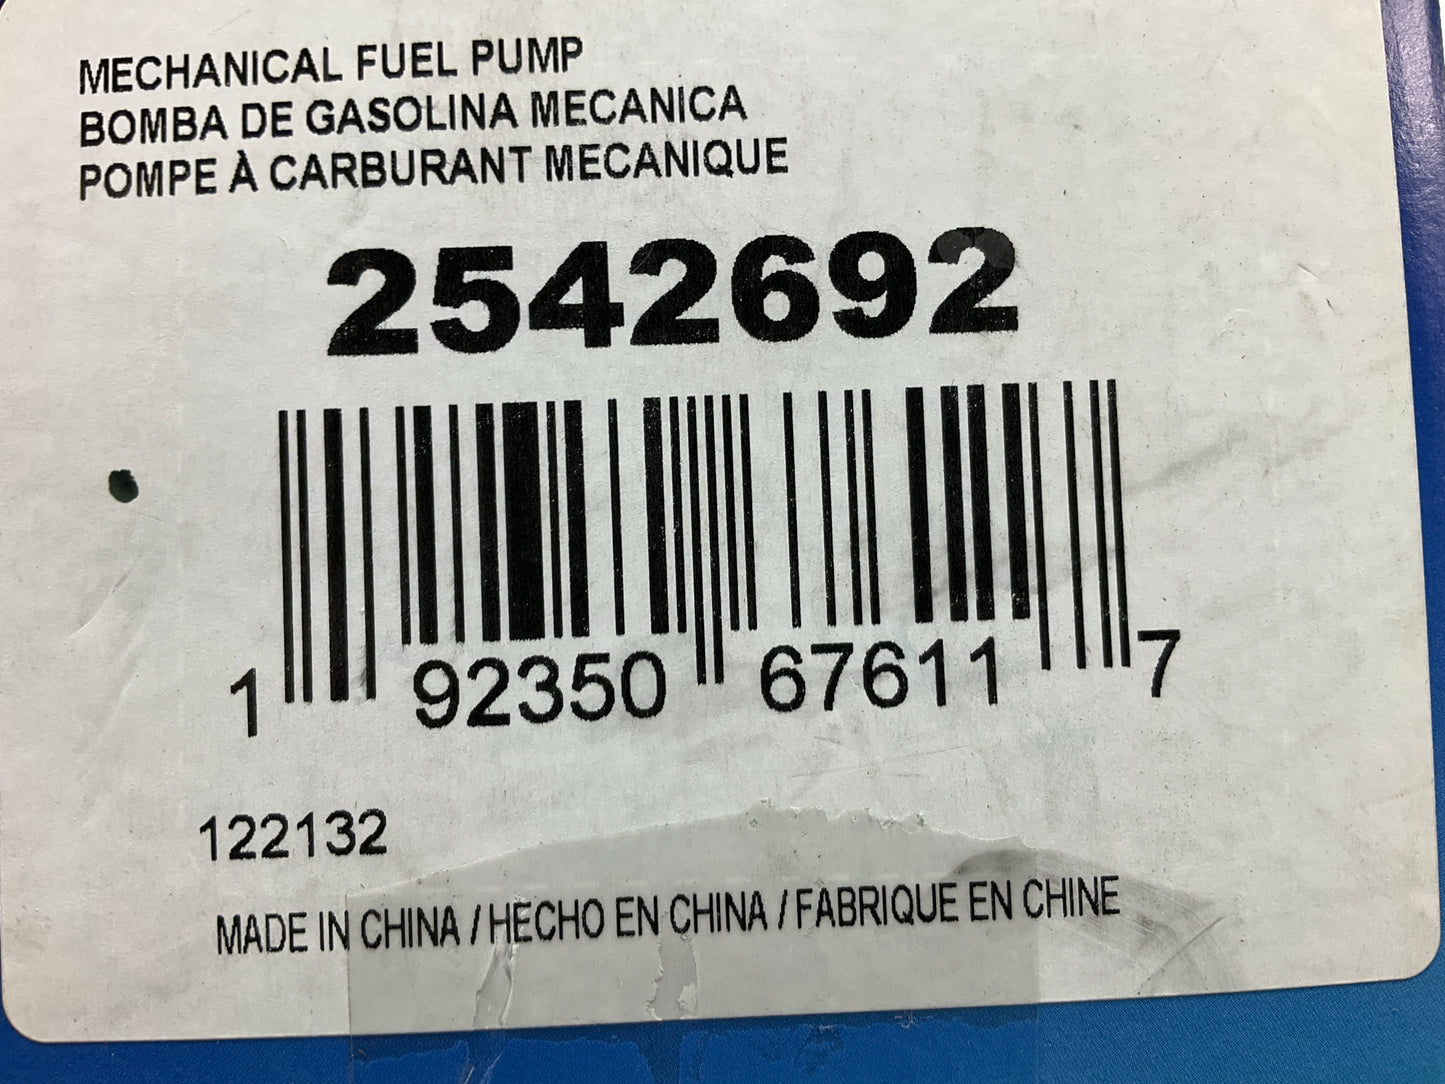 MECHANICAL FUEL PUMP
BOMBA DE GASOLINA MECANICA
POMPE À CARBURANT MECANIQUE
2542692
1 92350 67611 7
122132
MADE IN CHINA / HECHO EN CHINA / FABRIQUE EN CHINE